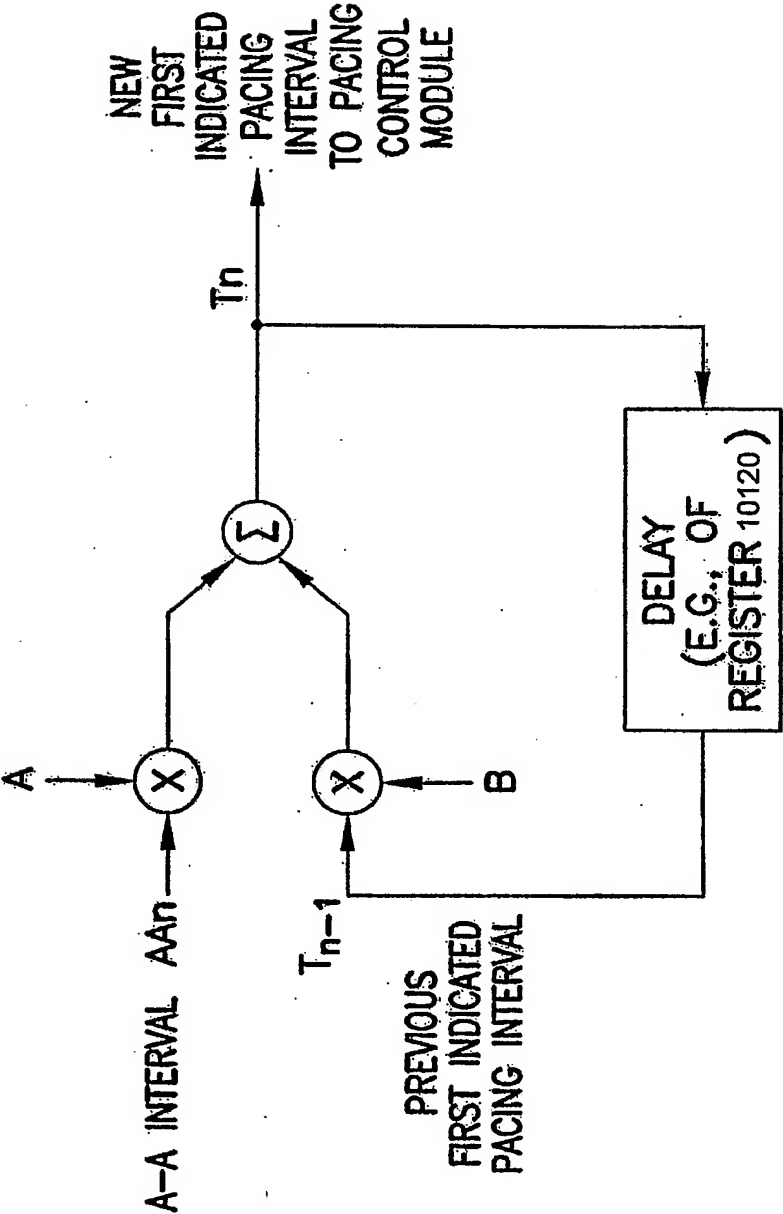 A
A-A INTERVAL AAn
X
Σ
Tn
NEW
FIRST
INDICATED
PACING
INTERVAL
TO PACING
CONTROL
MODULE
Tn-1
X
B
PREVIOUS
FIRST INDICATED
PACING INTERVAL
DELAY
(E.G., OF
REGISTER 10120)